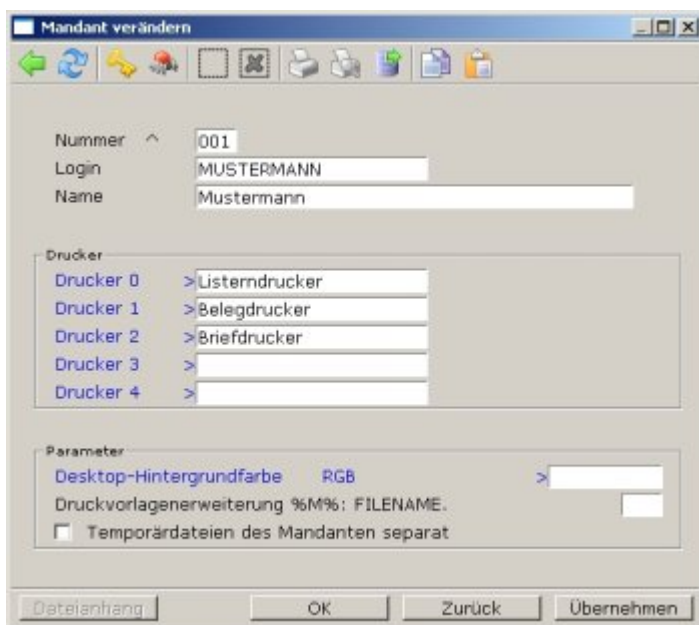 Mandant verändern
Nummer ^ 001
Login MUSTERMANN
Name Mustermann
Drucker
Drucker 0 >Listerndrucker
Drucker 1 >Belegdrucker
Drucker 2 >Briefdrucker
Drucker 3 >
Drucker 4 >
Parameter
Desktop-Hintergrundfarbe RGB >
Druckvorlagenerweiterung %M%: FILENAME.
Temporärdateien des Mandanten separat
Dateianhang OK Zurück Übernehmen